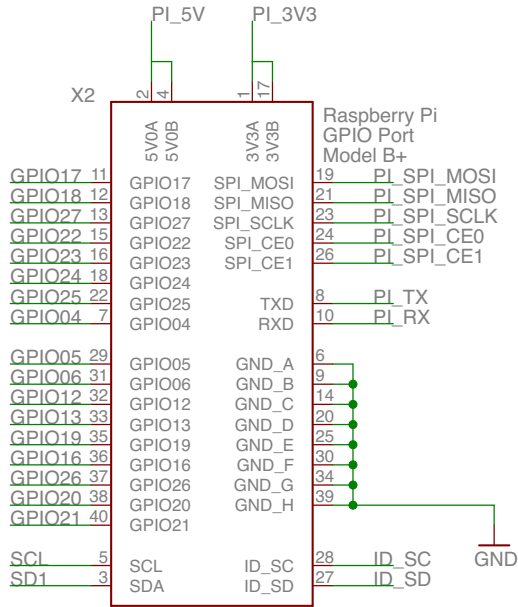 PI_5V PI_3V3
X2 2 4 1 17
5V0A 5V0B 3V3A 3V3B
Raspberry Pi
GPIO Port
Model B+
GPIO17 11 GPIO17 SPI_MOSI 19 PI_SPI_MOSI
GPIO18 12 GPIO18 SPI_MISO 21 PI_SPI_MISO
GPIO27 13 GPIO27 SPI_SCLK 23 PI_SPI_SCLK
GPIO22 15 GPIO22 SPI_CE0 24 PI_SPI_CE0
GPIO23 16 GPIO23 SPI_CE1 26 PI_SPI_CE1
GPIO24 18 GPIO24
GPIO25 22 GPIO25 TXD 8 PI_TX
GPIO04 7 GPIO04 RXD 10 PI_RX
GPIO05 29 GPIO05 GND_A 6
GPIO06 31 GPIO06 GND_B 9
GPIO12 32 GPIO12 GND_C 14
GPIO13 33 GPIO13 GND_D 20
GPIO19 35 GPIO19 GND_E 25
GPIO16 36 GPIO16 GND_F 30
GPIO26 37 GPIO26 GND_G 34
GPIO20 38 GPIO20 GND_H 39
GPIO21 40 GPIO21
GND
SCL 5 SCL ID_SC 28 ID_SC
SD1 3 SDA ID_SD 27 ID_SD